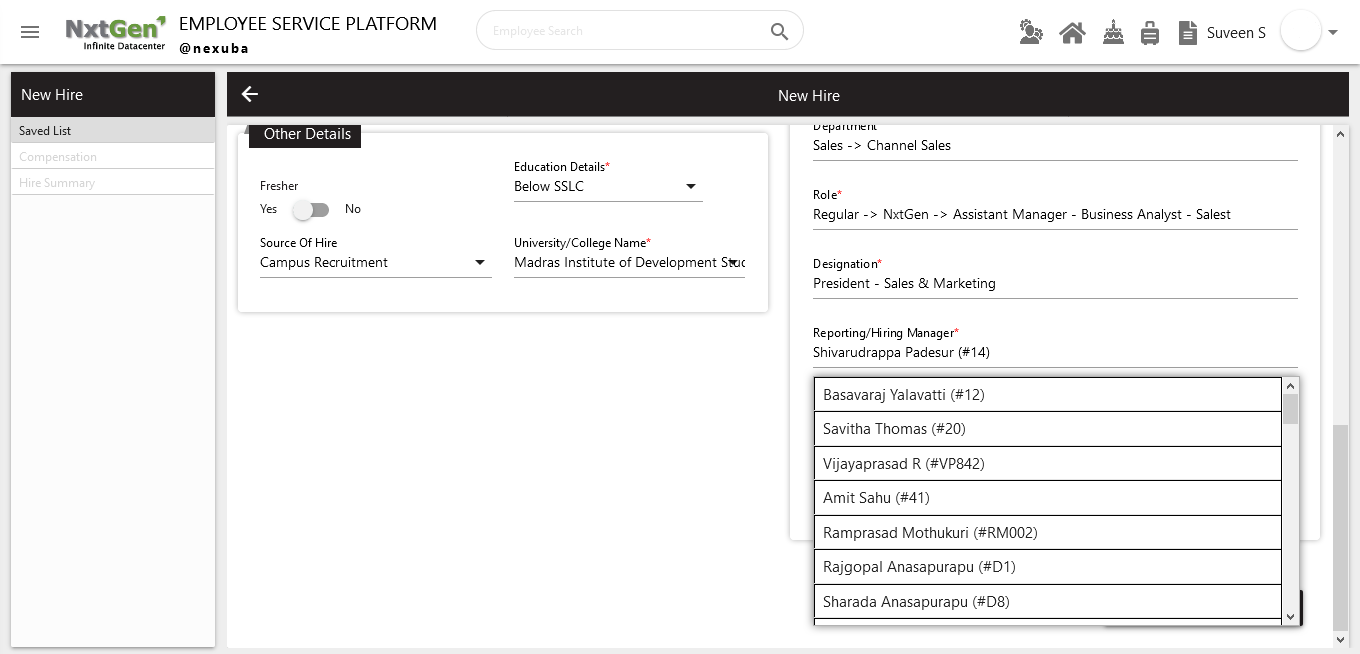 NxtGen
Infinite Datacenter
EMPLOYEE SERVICE PLATFORM
@nexuba
Employee Search
Suveen S
New Hire
Saved List
Compensation
Hire Summary
New Hire
Other Details
Fresher
Yes No
Education Details*
Below SSLC
Source Of Hire
Campus Recruitment
University/College Name*
Madras Institute of Development Stud
Department
Sales -> Channel Sales
Role*
Regular -> NxtGen -> Assistant Manager - Business Analyst - Salest
Designation*
President - Sales & Marketing
Reporting/Hiring Manager*
Shivarudrappa Padesur (#14)
Basavaraj Yalavatti (#12)
Savitha Thomas (#20)
Vijayaprasad R (#VP842)
Amit Sahu (#41)
Ramprasad Mothukuri (#RM002)
Rajgopal Anasapurapu (#D1)
Sharada Anasapurapu (#D8)